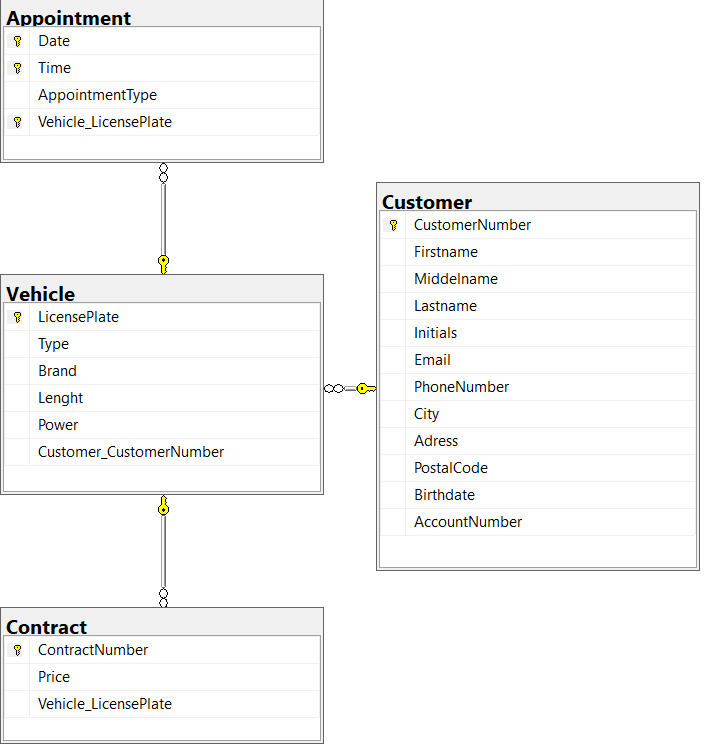 Appointment
Date
Time
AppointmentType
Vehicle_LicensePlate
Vehicle
LicensePlate
Type
Brand
Lenght
Power
Customer_CustomerNumber
Customer
CustomerNumber
Firstname
Middelname
Lastname
Initials
Email
PhoneNumber
City
Adress
PostalCode
Birthdate
AccountNumber
Contract
ContractNumber
Price
Vehicle_LicensePlate